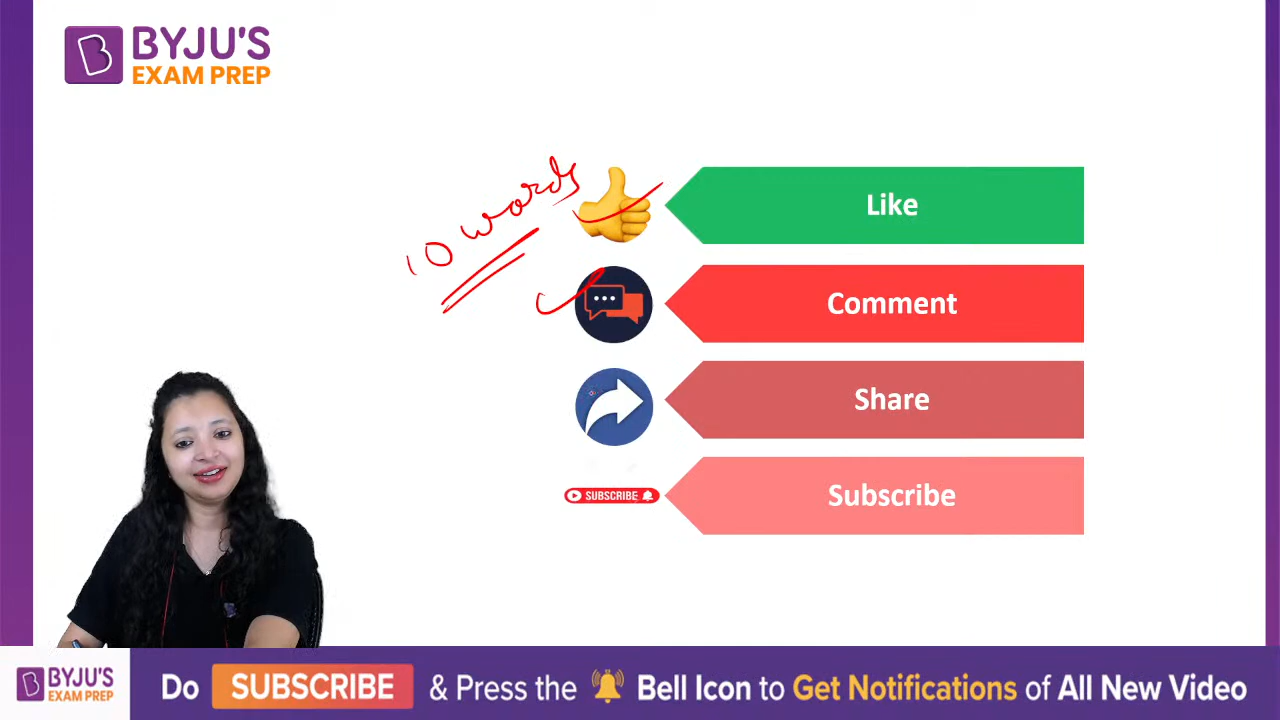 BYJU'S
EXAM PREP
10 words
Like
Comment
Share
SUBSCRIBE
Subscribe
BYJU'S
EXAM PREP
Do SUBSCRIBE & Press the Bell Icon to Get Notifications of All New Video